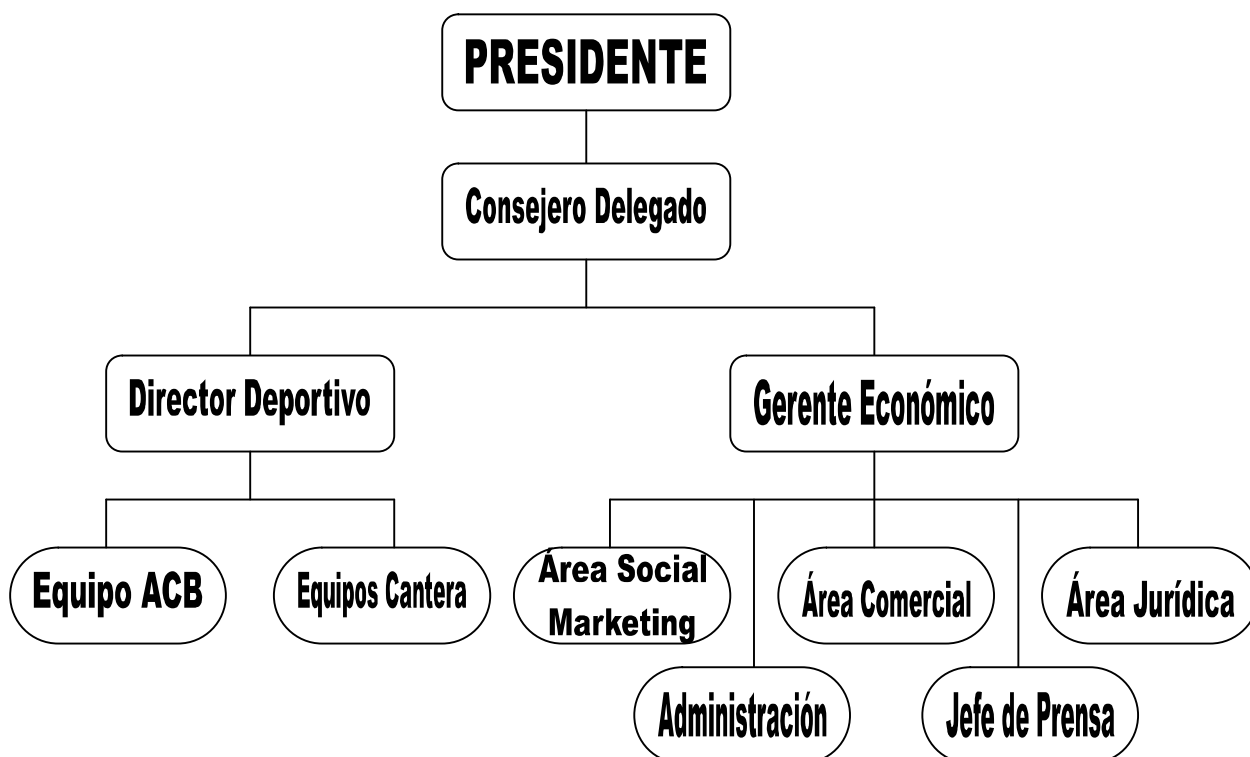 PRESIDENTE
Consejero Delegado
Director Deportivo
Gerente Económico
Equipo ACB
Equipos Cantera
Área Social
Marketing
Área Comercial
Área Jurídica
Administración
Jefe de Prensa